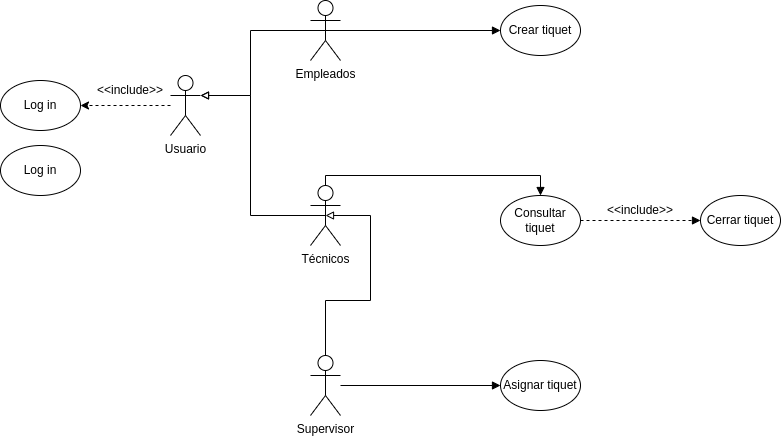 Crear tiquet
Empleados
<<include>>
Log in
Usuario
Log in
Consultar
tiquet
<<include>>
Cerrar tiquet
Técnicos
Asignar tiquet
Supervisor